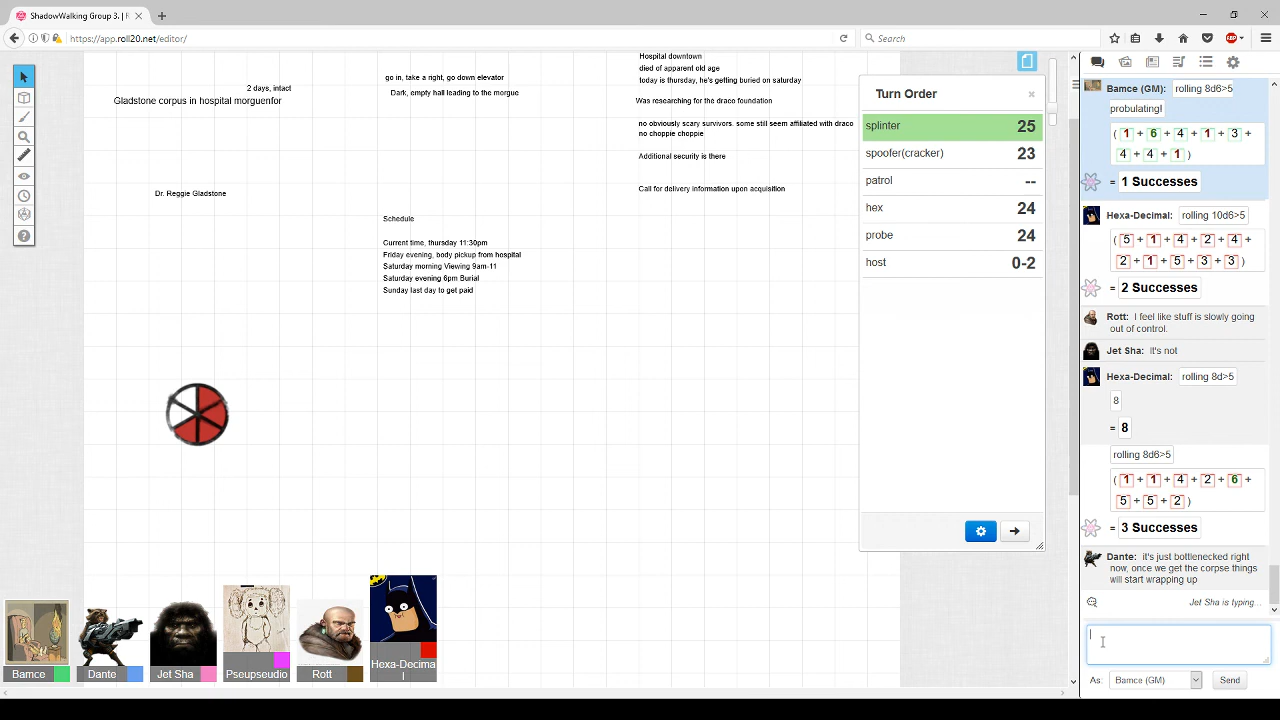 ShadowWalking Group 3. | R
https://app.roll20.net/editor/
Search
2 days, intact
Gladstone corpus in hospital morguenfor
Dr. Reggie Gladstone
go in, take a right, go down elevator
Dark, empty hall leading to the morgue
Schedule
Current time, thursday 11:30pm
Friday evening, body pickup from hospital
Saturday morning Viewing 9am-11
Saturday evening 6pm Burial
Sunday last day to get paid
Hospital downtown
died of apparent old age
today is thursday, he's getting buried on saturday
Was researching for the draco foundation
no obviously scary survivors. some still seem affiliated with draco
no choppie choppie
Additional security is there
Call for delivery information upon acquisition
Turn Order
splinter 25
spoofer(cracker) 23
patrol --
hex 24
probe 24
host 0-2
Bamce (GM): rolling 8d6>5
probulating!
( 1 + 6 + 4 + 1 + 3 +
4 + 4 + 1 )
= 1 Successes
Hexa-Decimal: rolling 10d6>5
( 5 + 1 + 4 + 2 + 4 +
2 + 1 + 5 + 3 + 3 )
= 2 Successes
Rott: I feel like stuff is slowly going
out of control.
Jet Sha: It's not
Hexa-Decimal: rolling 8d>5
8
= 8
rolling 8d6>5
( 1 + 1 + 4 + 2 + 6 +
5 + 5 + 2 )
= 3 Successes
Dante: it's just bottlenecked right
now, once we get the corpse things
will start wrapping up
Jet Sha is typing...
As: Bamce (GM) Send
Bamce
Dante
Jet Sha
Pseupseudio
Rott
Hexa-Decima
l